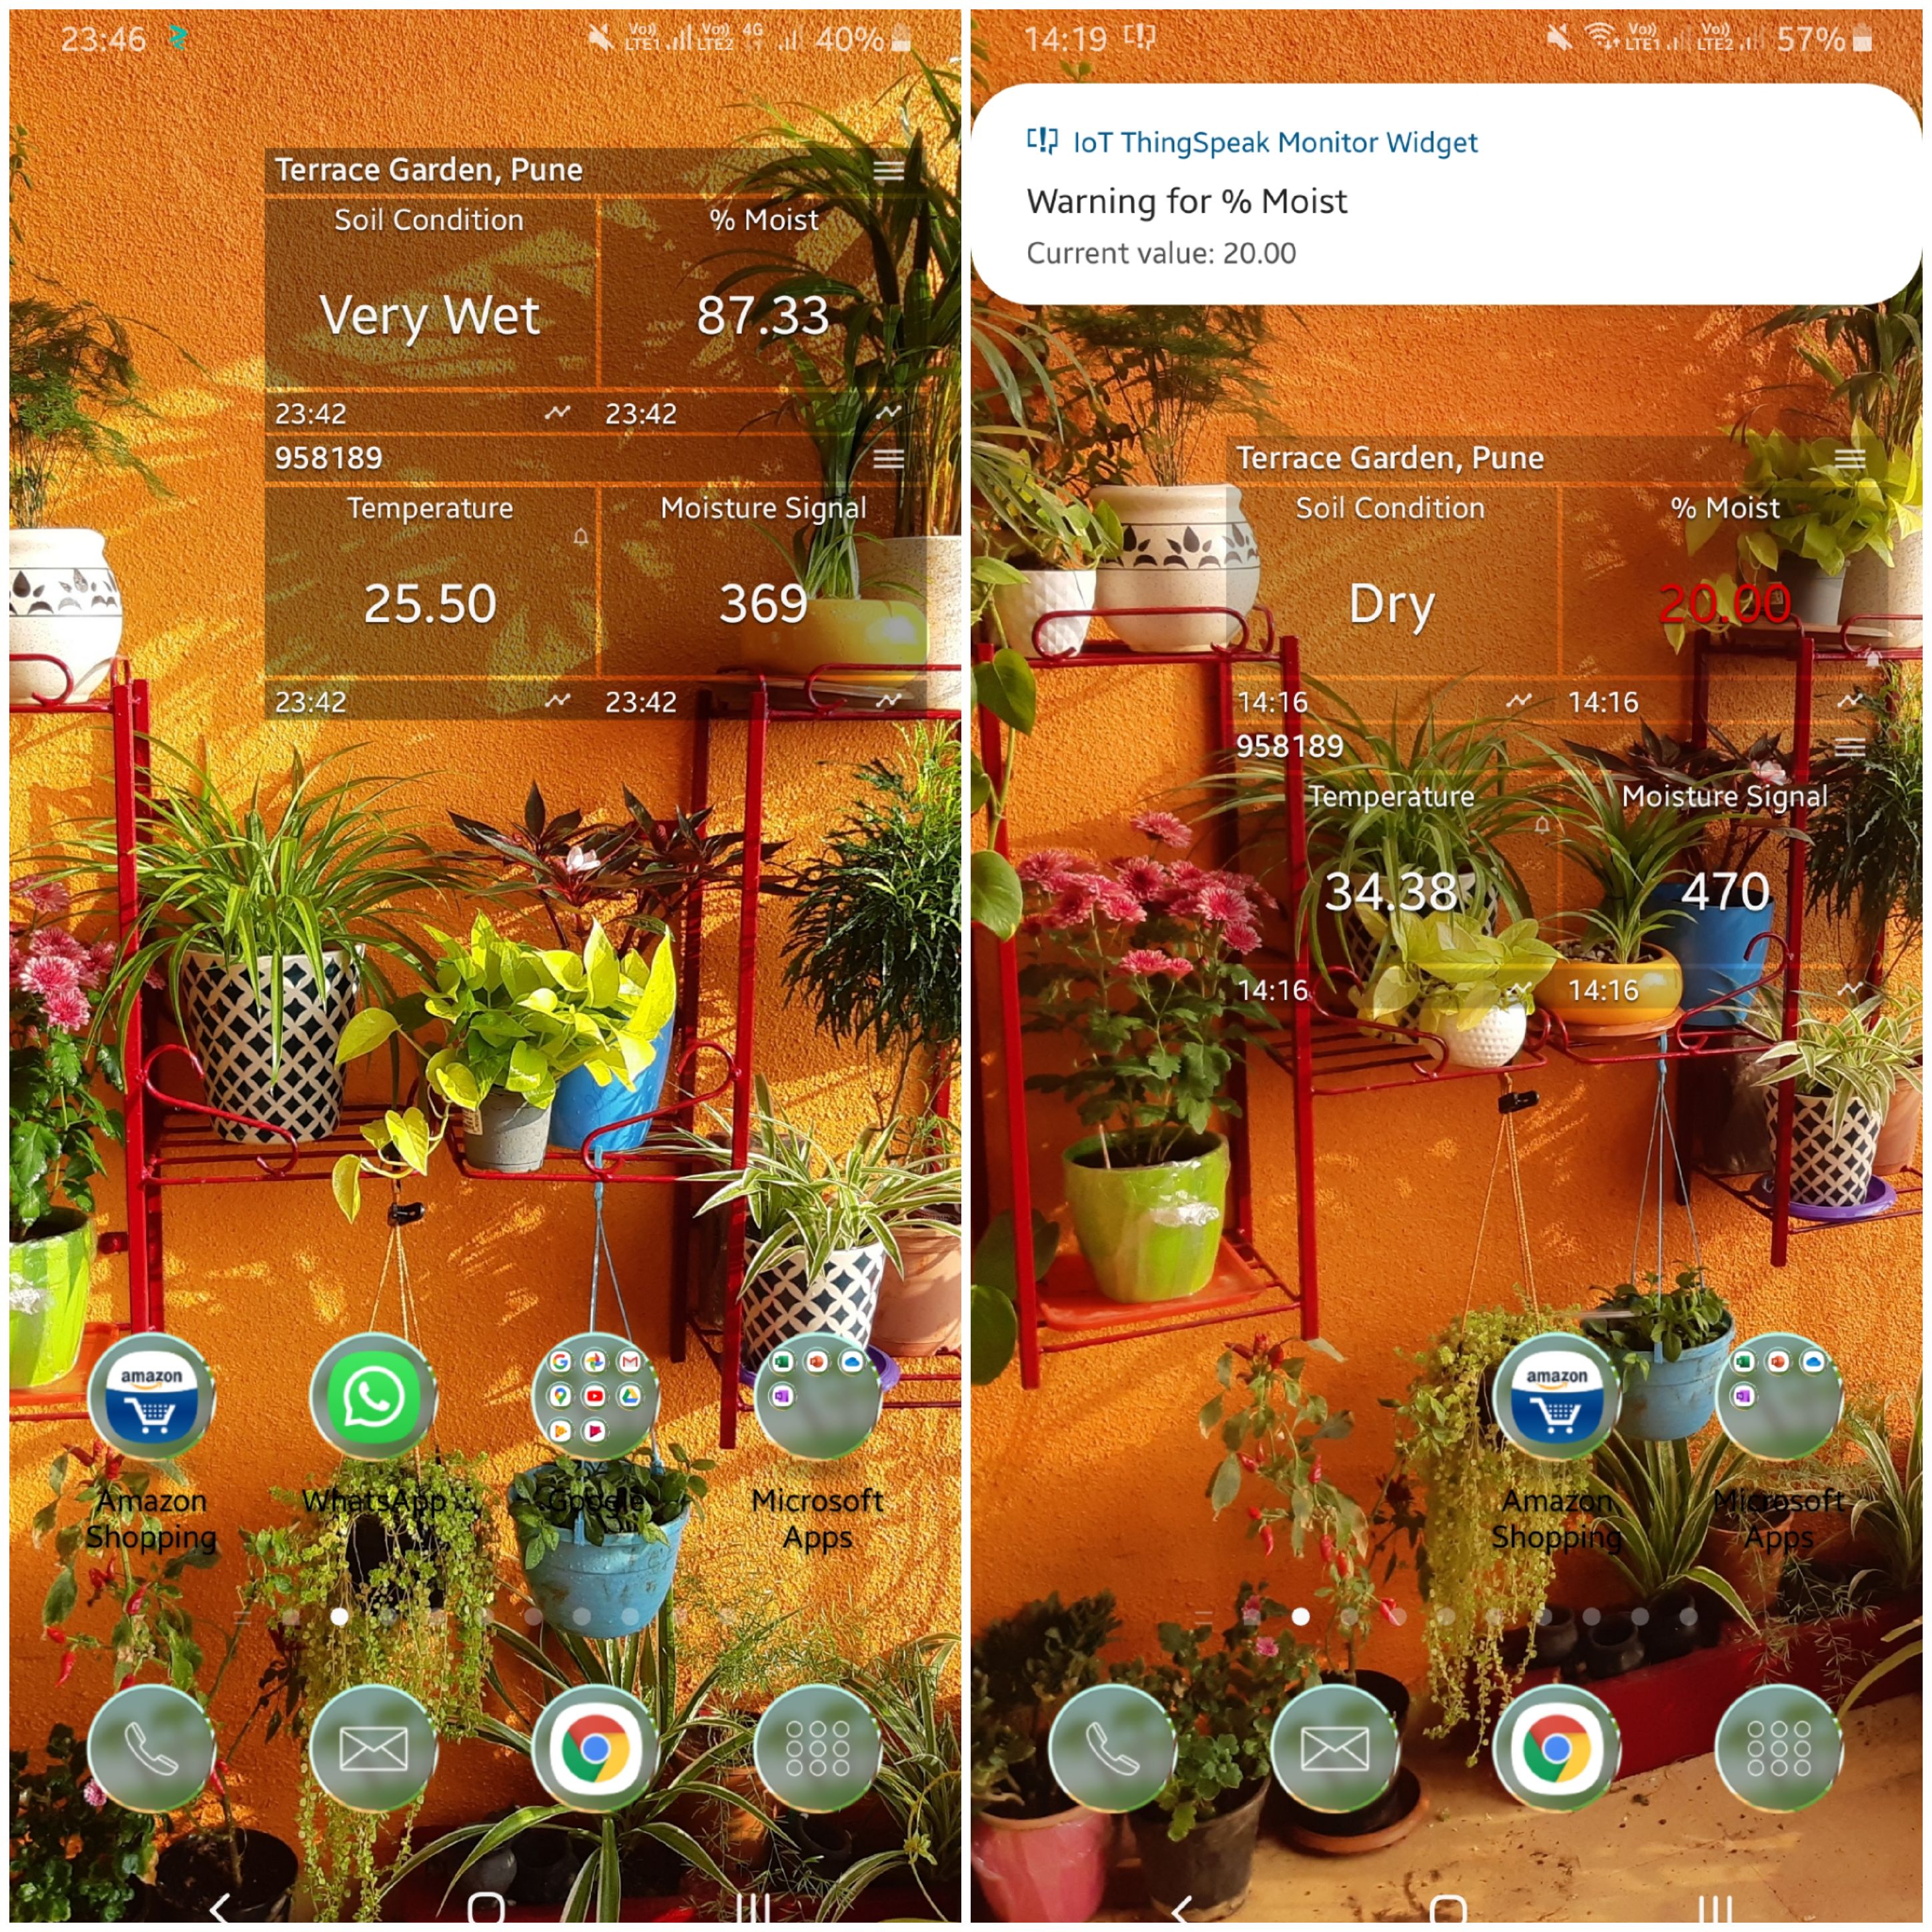 23:46
Vo)) LTE1 Vo)) LTE2 4G 40%
Terrace Garden, Pune
Soil Condition % Moist
Very Wet 87.33
23:42 23:42
958189
Temperature Moisture Signal
25.50 369
23:42 23:42
amazon
Amazon Shopping
WhatsApp
Google
Microsoft Apps
14:19
Vo)) LTE1 Vo)) LTE2 57%
IoT ThingSpeak Monitor Widget
Warning for % Moist
Current value: 20.00
Terrace Garden, Pune
Soil Condition % Moist
Dry 20.00
14:16 14:16
958189
Temperature Moisture Signal
34.38 470
14:16 14:16
amazon
Amazon Shopping
Microsoft Apps